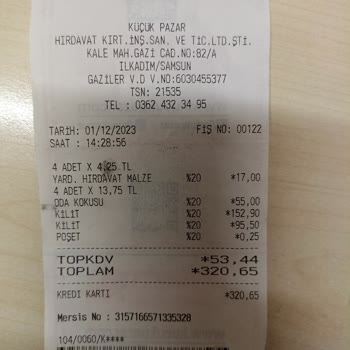 KÜÇÜK PAZAR
HIRDAVAT KIRT.İNŞ.SAN. VE TİC.LTD.ŞTİ.
KALE MAH.GAZİ CAD.NO:82/A
İLKADIM/SAMSUN
GAZİLER V.D V.NO:6030455377
TSN: 21535
TEL : 0362 432 34 95
TARİH: 01/12/2023 FİŞ NO: 00122
SAAT : 14:28:56
4 ADET X 4,25 TL
YARD. HIRDAVAT MALZE %20 *17,00
4 ADET X 13,75 TL
ODA KOKUSU %20 *55,00
KİLİT %20 *152,90
KİLİT %20 *95,50
POŞET %20 *0,25
TOPKDV *53,44
TOPLAM *320,65
KREDİ KARTI *320,65
Mersis No : 3157166571335328
104/0060/K****